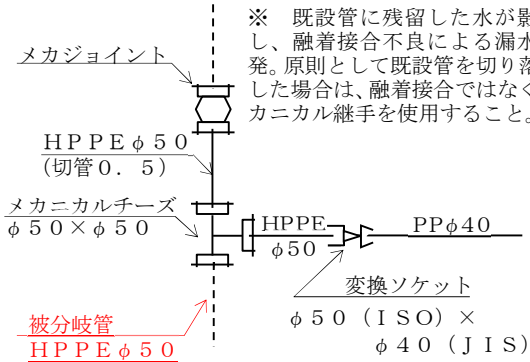 ※ 既設管に残留した水が影
し、融着接合不良による漏水
発。原則として既設管を切り落
した場合は、融着接合ではなく
カニカル継手を使用すること。
メカジョイント
ＨＰＰＥφ５０
(切管０．５)
メカニカルチーズ
φ５０×φ５０
HPPE
φ50
PPφ40
変換ソケット
φ５０（ＩＳＯ）×
φ４０（ＪＩＳ）
被分岐管
ＨＰＰＥφ５０